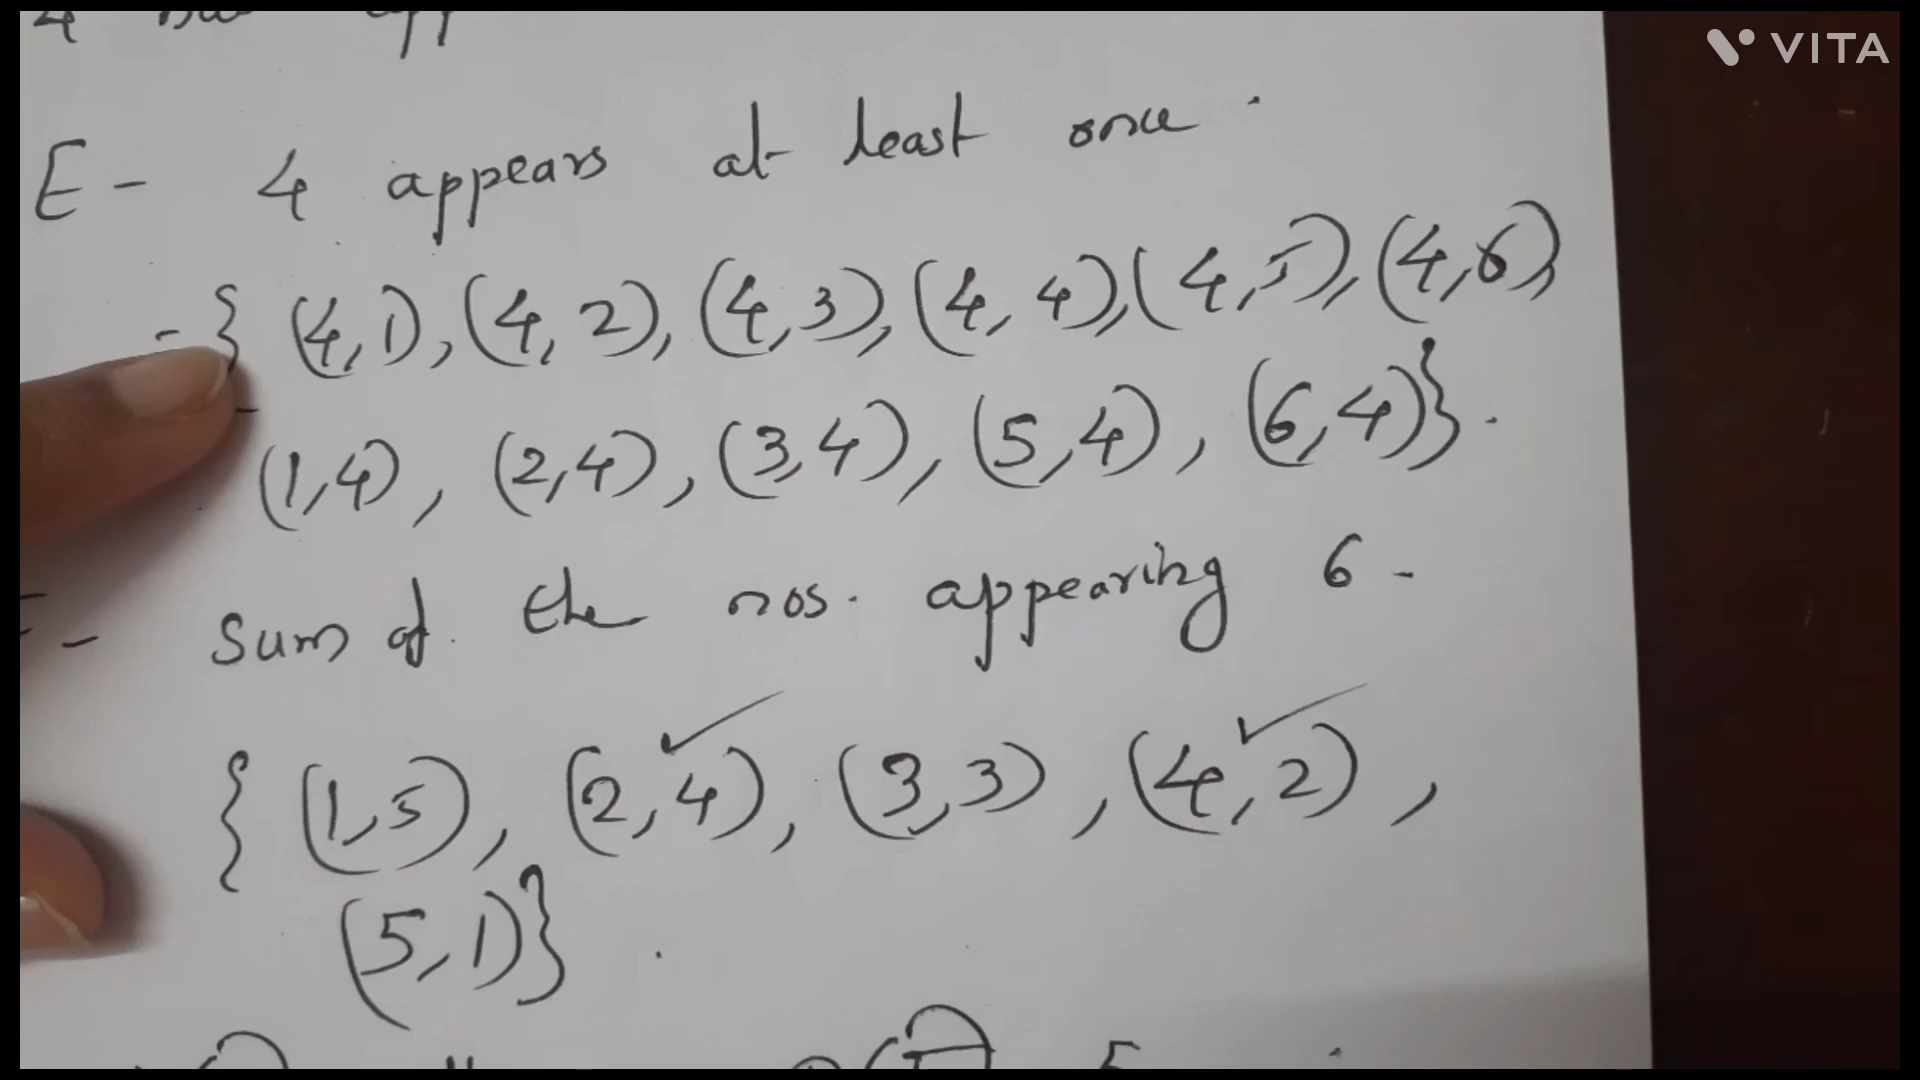 VITA
E - 4 appears at least once.
= { (4,1), (4,2), (4,3), (4,4), (4,5), (4,6),
(1,4), (2,4), (3,4), (5,4), (6,4)}.
F - Sum of the nos. appearing 6 -
{ (1,5), (2,4), (3,3), (4,2),
(5,1)}.